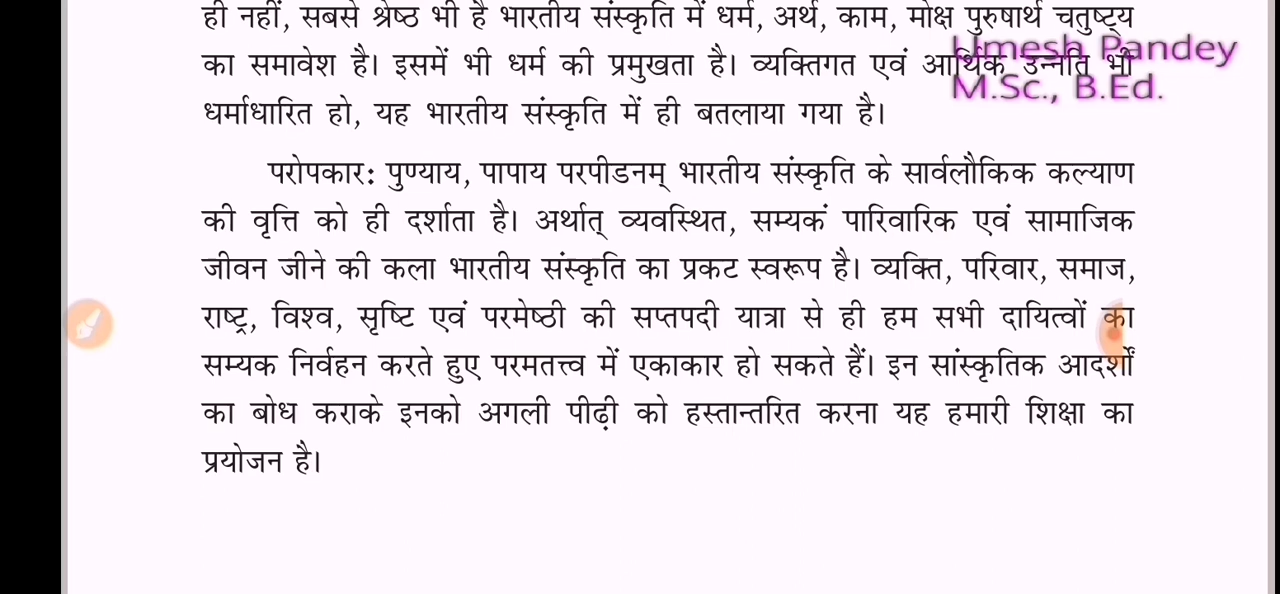 ही नहीं, सबसे श्रेष्ठ भी है भारतीय संस्कृति में धर्म, अर्थ, काम, मोक्ष पुरुषार्थ चतुष्ट्य
Umesh Pandey
का समावेश है। इसमें भी धर्म की प्रमुखता है। व्यक्तिगत एवं आर्थिक उन्नति भी
M.Sc., B.Ed.
धर्माधारित हो, यह भारतीय संस्कृति में ही बतलाया गया है।
परोपकार: पुण्याय, पापाय परपीडनम् भारतीय संस्कृति के सार्वलौकिक कल्याण
की वृत्ति को ही दर्शाता है। अर्थात् व्यवस्थित, सम्यकं पारिवारिक एवं सामाजिक
जीवन जीने की कला भारतीय संस्कृति का प्रकट स्वरूप है। व्यक्ति, परिवार, समाज,
राष्ट्र, विश्व, सृष्टि एवं परमेष्ठी की सप्तपदी यात्रा से ही हम सभी दायित्वों का
सम्यक निर्वहन करते हुए परमतत्त्व में एकाकार हो सकते हैं। इन सांस्कृतिक आदर्शों
का बोध कराके इनको अगली पीढ़ी को हस्तान्तरित करना यह हमारी शिक्षा का
प्रयोजन है।